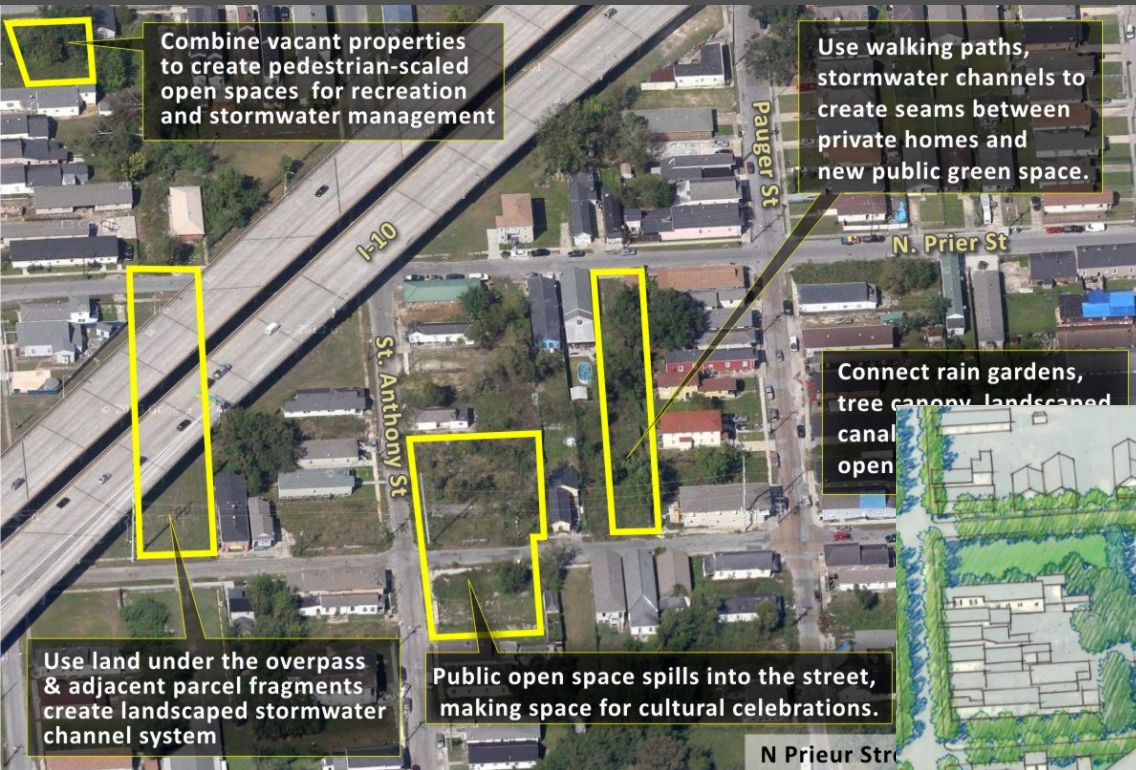 Combine vacant properties
to create pedestrian-scaled
open spaces for recreation
and stormwater management
Use walking paths,
stormwater channels to
create seams between
private homes and
new public green space.
Pauger St
N. Prier St
I-10
St. Anthony St
Connect rain gardens,
tree canopy, landscaped
canal
open
Use land under the overpass
& adjacent parcel fragments
create landscaped stormwater
channel system
Public open space spills into the street,
making space for cultural celebrations.
N Prieur Stre